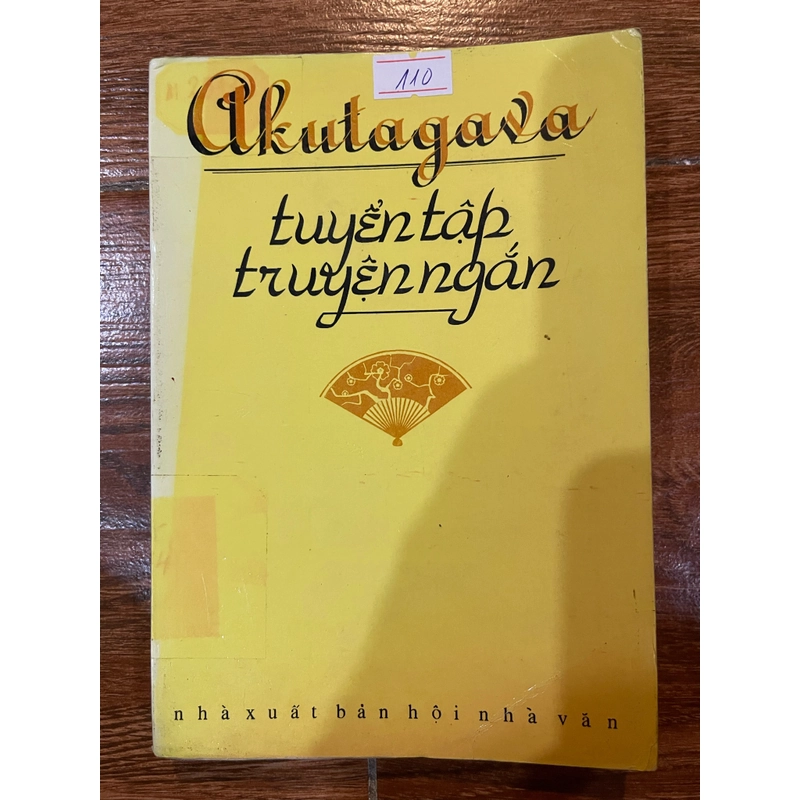 110
Akutagava
tuyển tập
truyện ngắn
nhà xuất bản hội nhà văn